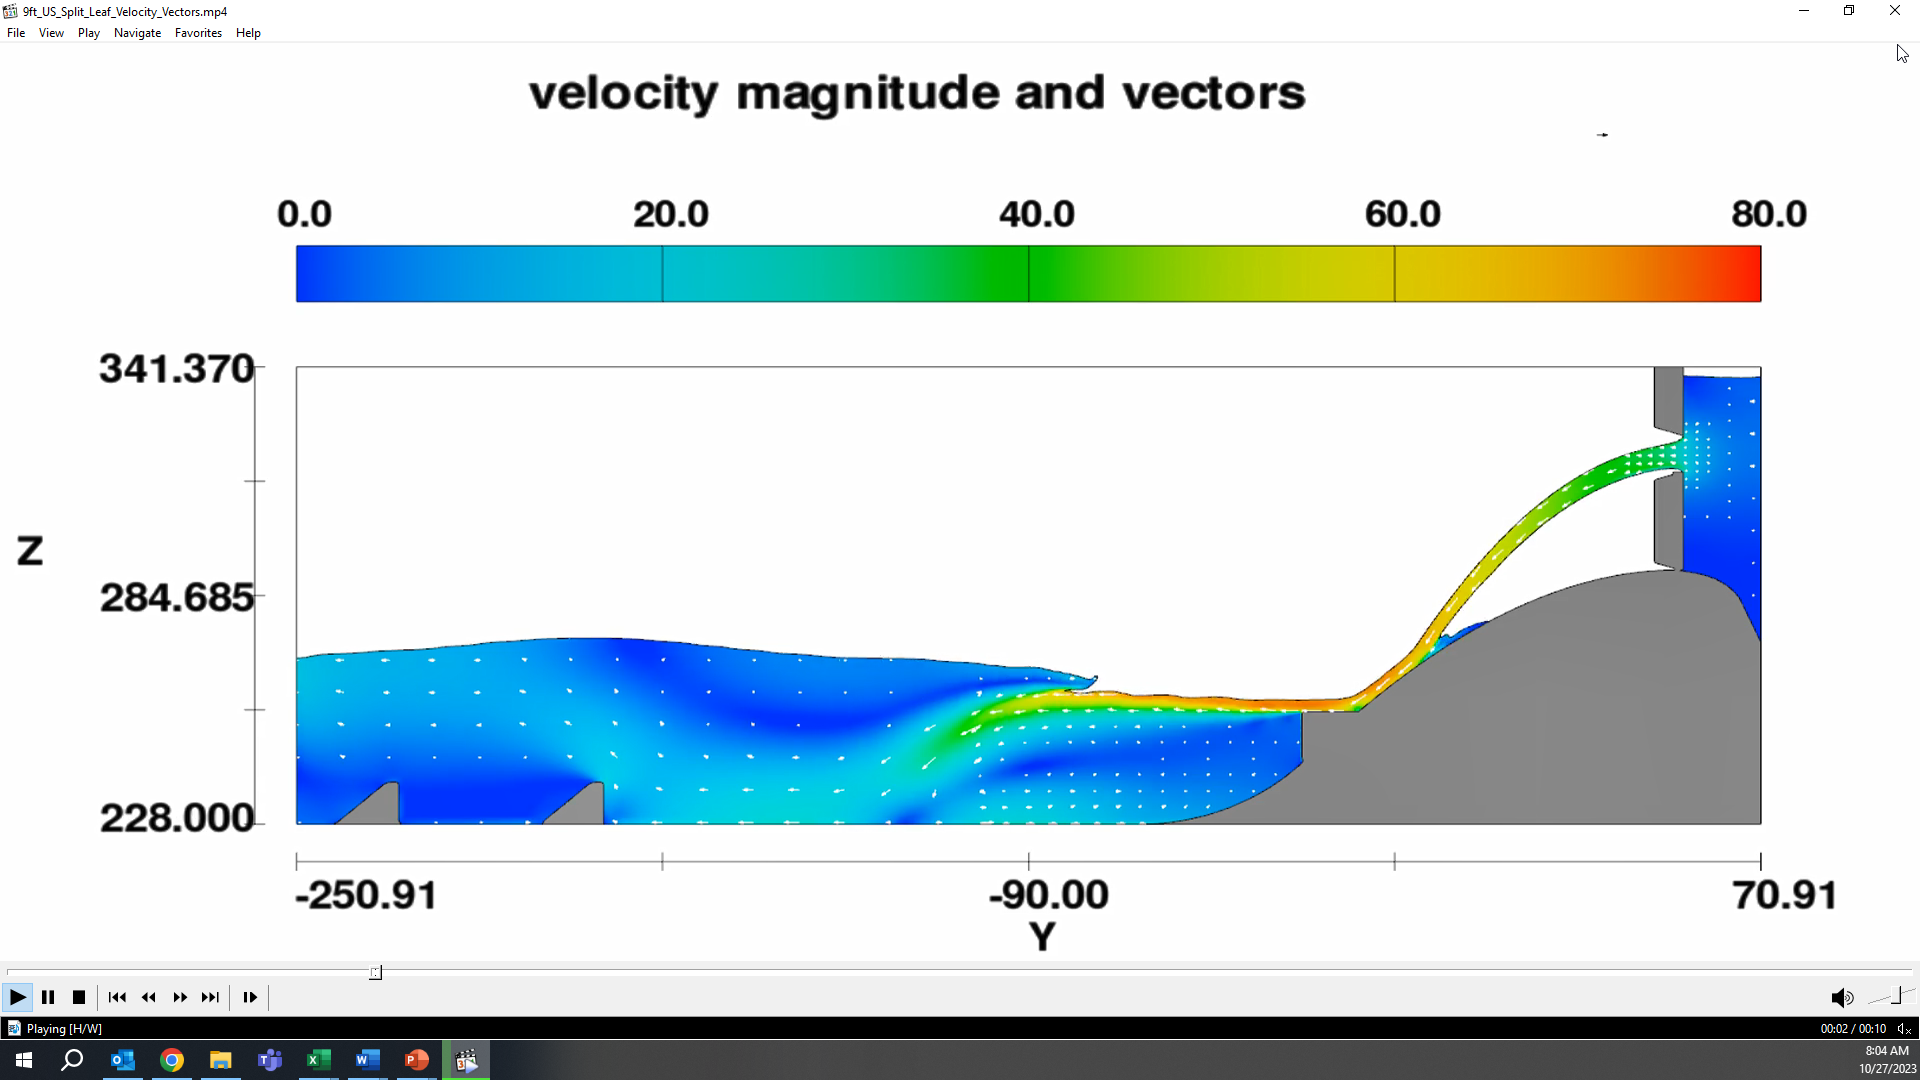 9ft_US_Split_Leaf_Velocity_Vectors.mp4
File View Play Navigate Favorites Help
velocity magnitude and vectors
0.0 20.0 40.0 60.0 80.0
341.370
Z
284.685
228.000
-250.91 -90.00 70.91
Y
Playing [H/W] 00:02 / 00:10
8:04 AM
10/27/2023